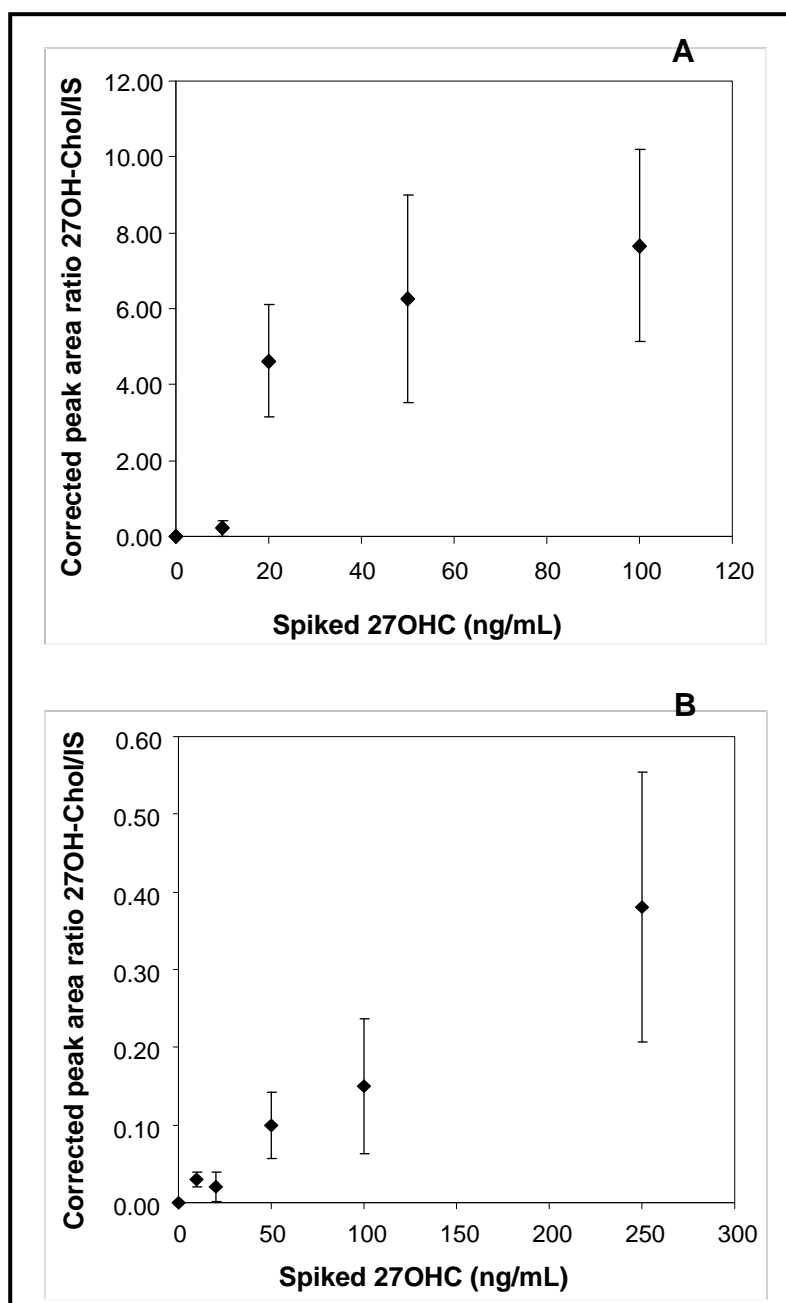 A
Corrected peak area ratio 27OH-Chol/IS
12.00
10.00
8.00
6.00
4.00
2.00
0.00
0 20 40 60 80 100 120
Spiked 27OHC (ng/mL)
B
Corrected peak area ratio 27OH-Chol/IS
0.60
0.50
0.40
0.30
0.20
0.10
0.00
0 50 100 150 200 250 300
Spiked 27OHC (ng/mL)